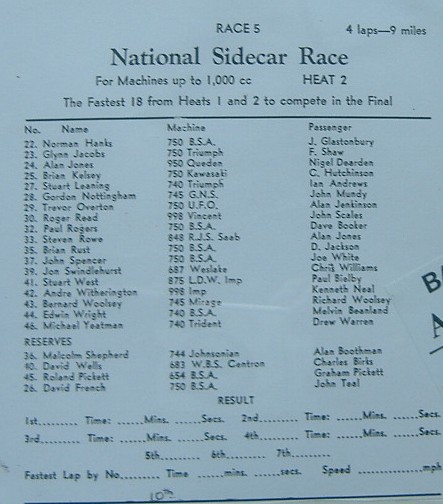 RACE 5 4 laps—9 miles
National Sidecar Race
For Machines up to 1,000 cc HEAT 2
The Fastest 18 from Heats 1 and 2 to compete in the Final
No. Name Machine Passenger
22. Norman Hanks 750 B.S.A. J. Glastonbury
23. Glynn Jacobs 750 Triumph F. Shaw
24. Alan Jones 950 Queden Nigel Dearden
25. Brian Kelsey 750 Kawasaki C. Hutchinson
27. Stuart Leaning 740 Triumph Ian Andrews
28. Gordon Nottingham 745 G.N.S. John Mundy
29. Trevor Overton 750 U.F.O. Alan Jenkinson
30. Roger Read 998 Vincent John Scales
32. Paul Rogers 750 B.S.A. Dave Booker
33. Steven Rowe 848 R.J.S. Saab Alan Jones
35. Brian Rust 750 B.S.A. D. Jackson
37. John Spencer 750 B.S.A. Joe White
39. Jon Swindlehurst 687 Weslake Chris Williams
41. Stuart West 875 L.D.W. Imp Paul Bielby
42. Andre Witherington 998 Imp Kenneth Neal
43. Bernard Woolsey 745 Mirage Richard Woolsey
44. Edwin Wright 740 B.S.A. Melvin Beanland
46. Michael Yeatman 740 Trident Drew Warren
RESERVES
36. Malcolm Shepherd 744 Johnsonian Alan Boothman
40. David Wells 683 W.B.S. Centron Charles Birks
45. Roland Pickett 654 B.S.A. Graham Pickett
26. David French 750 B.S.A. John Teal
RESULT
1st......... Time: ......Mins. ......Secs. 2nd......... Time: ......Mins. ......Secs.
3rd......... Time: ......Mins. ......Secs. 4th......... Time: ......Mins. ......Secs.
5th......... 6th......... 7th.........
Fastest Lap by No......... Time ......mins. ......secs. Speed ...............mph
10th